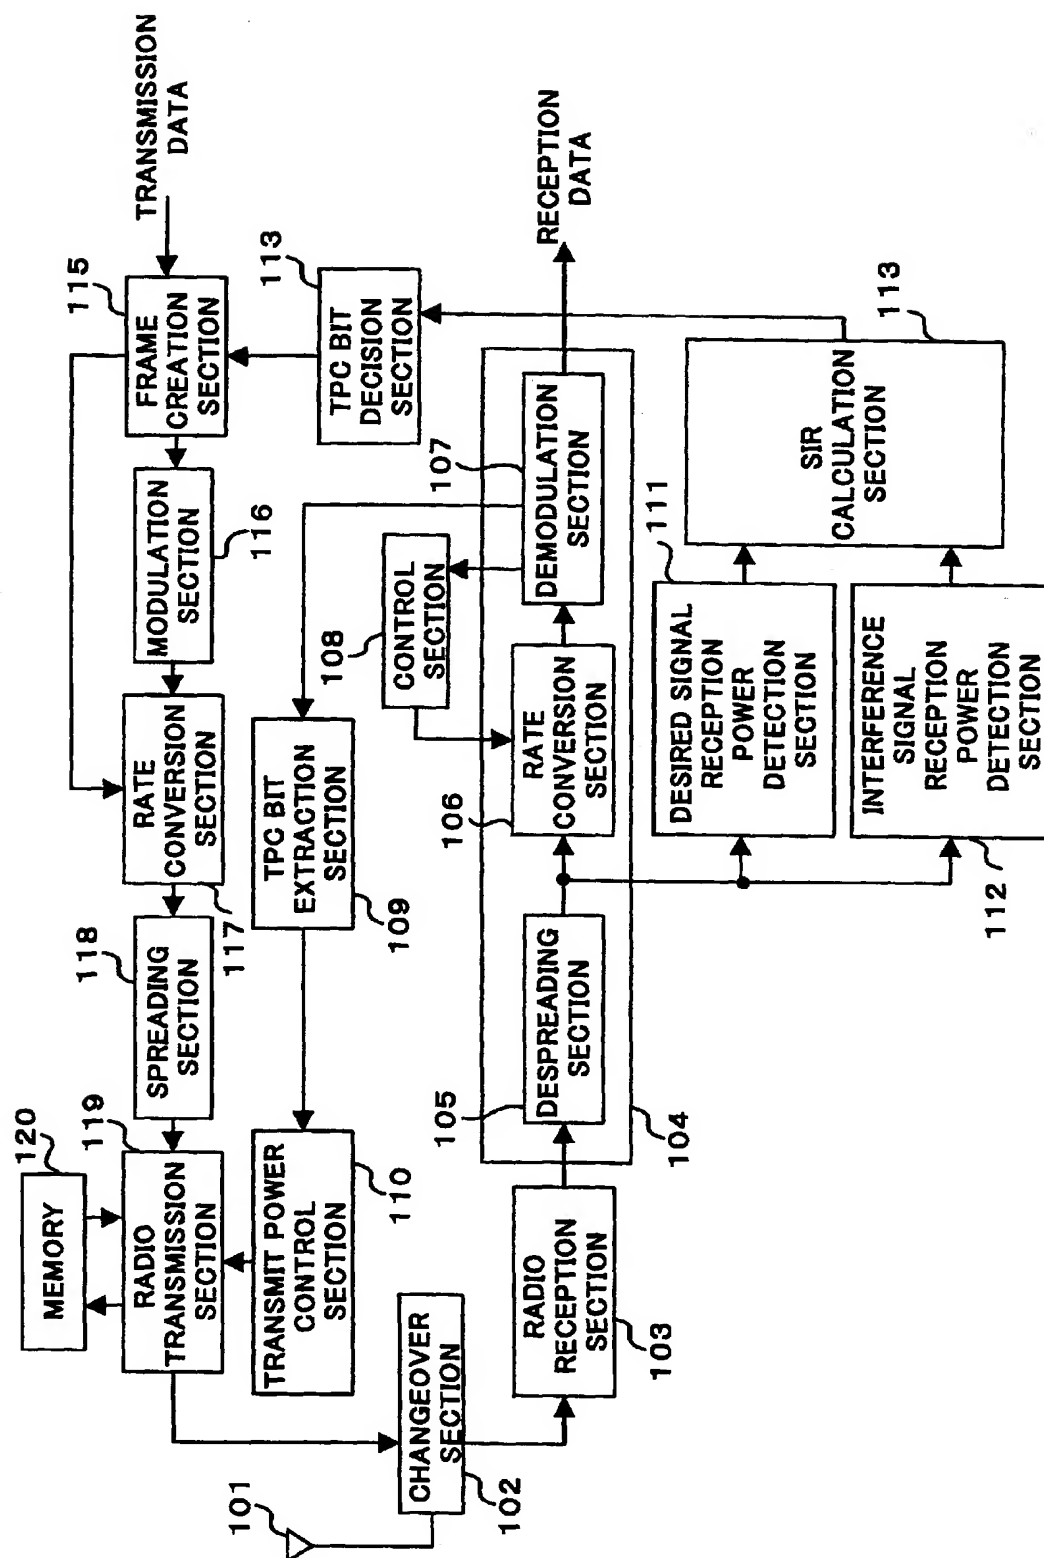 120
MEMORY
119
RADIO
TRANSMISSION
SECTION
118
SPREADING
SECTION
117
RATE
CONVERSION
SECTION
116
MODULATION
SECTION
115
FRAME
CREATION
SECTION
TRANSMISSION
DATA
110
TRANSMIT POWER
CONTROL
SECTION
109
TPC BIT
EXTRACTION
SECTION
113
TPC BIT
DECISION
SECTION
101
102
CHANGEOVER
SECTION
108
CONTROL
SECTION
103
RADIO
RECEPTION
SECTION
104
105
DESPREADING
SECTION
106
RATE
CONVERSION
SECTION
107
DEMODULATION
SECTION
RECEPTION
DATA
111
DESIRED SIGNAL
RECEPTION
POWER
DETECTION
SECTION
112
INTERFERENCE
SIGNAL
RECEPTION
POWER
DETECTION
SECTION
113
SIR
CALCULATION
SECTION